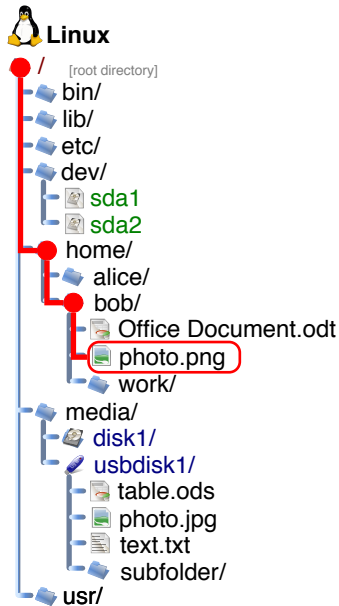 Linux
/ [root directory]
bin/
lib/
etc/
dev/
sda1
sda2
home/
alice/
bob/
Office Document.odt
photo.png
work/
media/
disk1/
usbdisk1/
table.ods
photo.jpg
text.txt
subfolder/
usr/